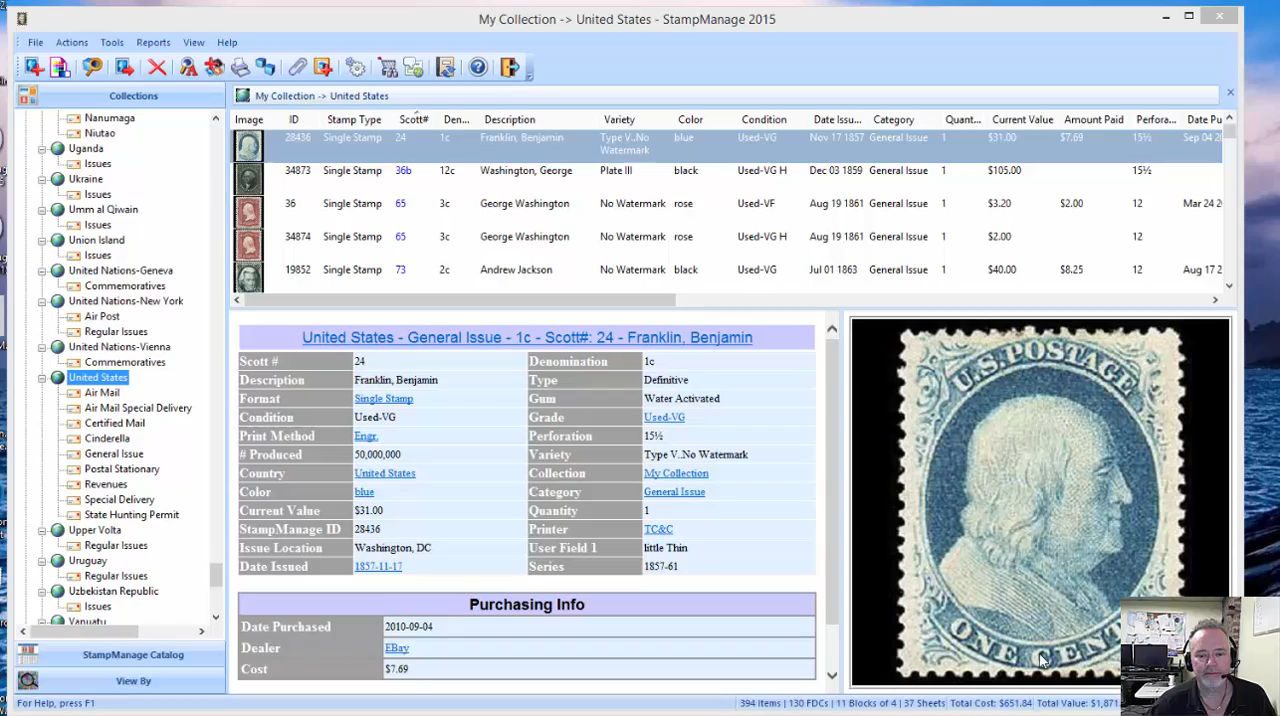 My Collection -> United States - StampManage 2015
File Actions Tools Reports View Help
Collections
Nanumaga
Niutao
Uganda
Issues
Ukraine
Issues
Umm al Qiwain
Issues
Union Island
Issues
United Nations-Geneva
Commemoratives
United Nations-New York
Air Post
Regular Issues
United Nations-Vienna
Commemoratives
United States
Air Mail
Air Mail Special Delivery
Certified Mail
Cinderella
General Issue
Postal Stationary
Revenues
Special Delivery
State Hunting Permit
Upper Volta
Regular Issues
Uruguay
Regular Issues
Uzbekistan Republic
Issues
Vanuatu
StampManage Catalog
View By
My Collection -> United States
Image ID Stamp Type Scott# Den... Description Variety Color Condition Date Issu... Category Quant... Current Value Amount Paid Perfora... Date Pu
28436 Single Stamp 24 1c Franklin, Benjamin Type V..No Watermark blue Used-VG Nov 17 1857 General Issue 1 $31.00 $7.69 15½ Sep 04 20
34873 Single Stamp 36b 12c Washington, George Plate III black Used-VG H Dec 03 1859 General Issue 1 $105.00 15½
36 Single Stamp 65 3c George Washington No Watermark rose Used-VF Aug 19 1861 General Issue 1 $3.20 $2.00 12 Mar 24 2
34874 Single Stamp 65 3c George Washington No Watermark rose Used-VG H Aug 19 1861 General Issue 1 $2.00 12
19852 Single Stamp 73 2c Andrew Jackson No Watermark black Used-VG Jul 01 1863 General Issue 1 $40.00 $8.25 12 Aug 17 2
United States - General Issue - 1c - Scott#: 24 - Franklin, Benjamin
Scott # 24 Denomination 1c
Description Franklin, Benjamin Type Definitive
Format Single Stamp Gum Water Activated
Condition Used-VG Grade Used-VG
Print Method Engr. Perforation 15½
# Produced 50,000,000 Variety Type V..No Watermark
Country United States Collection My Collection
Color blue Category General Issue
Current Value $31.00 Quantity 1
StampManage ID 28436 Printer TC&C
Issue Location Washington, DC User Field 1 little Thin
Date Issued 1857-11-17 Series 1857-61
Purchasing Info
Date Purchased 2010-09-04
Dealer EBay
Cost $7.69
U.S. POSTAGE
ONE CENT
For Help, press F1
394 Items | 130 FDCs | 11 Blocks of 4 | 37 Sheets | Total Cost: $651.84 | Total Value: $1,871.